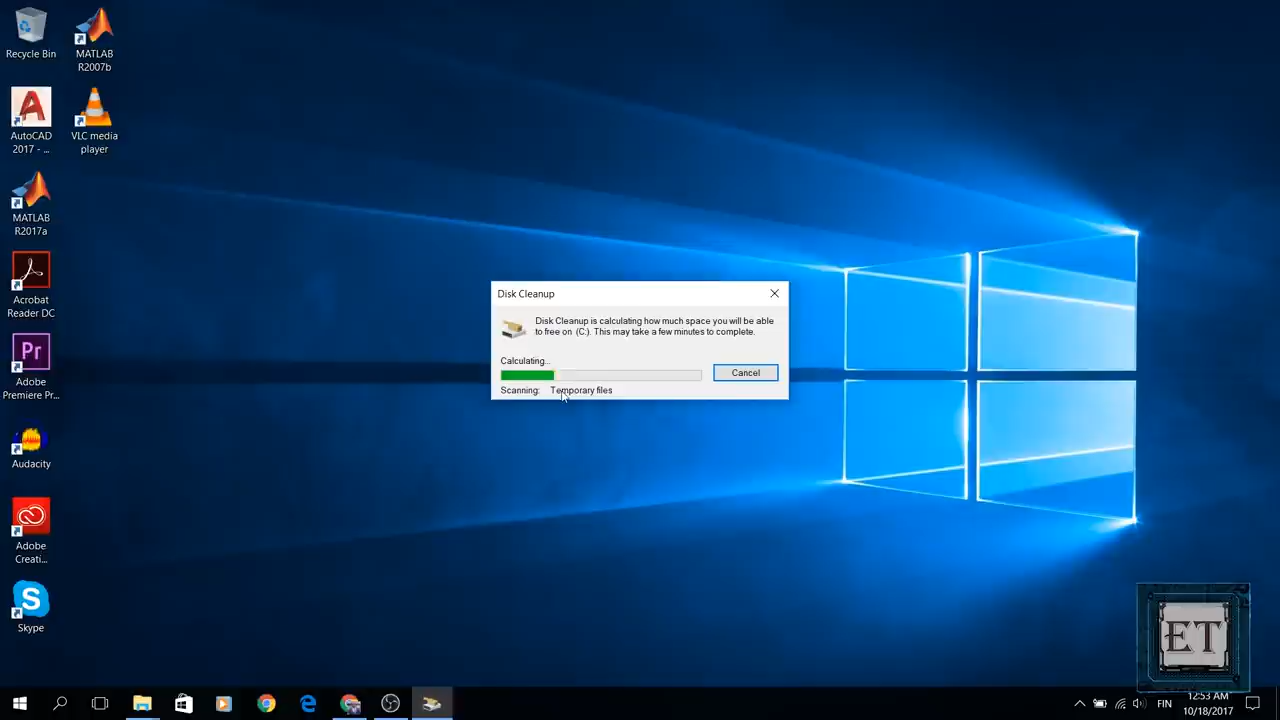 Recycle Bin
MATLAB
R2007b
AutoCAD
2017 - ...
VLC media
player
MATLAB
R2017a
Acrobat
Reader DC
Pr
Adobe
Premiere Pr...
Audacity
Adobe
Creati...
S
Skype
Disk Cleanup
Disk Cleanup is calculating how much space you will be able
to free on (C:). This may take a few minutes to complete.
Calculating...
Cancel
Scanning: Temporary files
ET
FIN
12:53 AM
10/18/2017